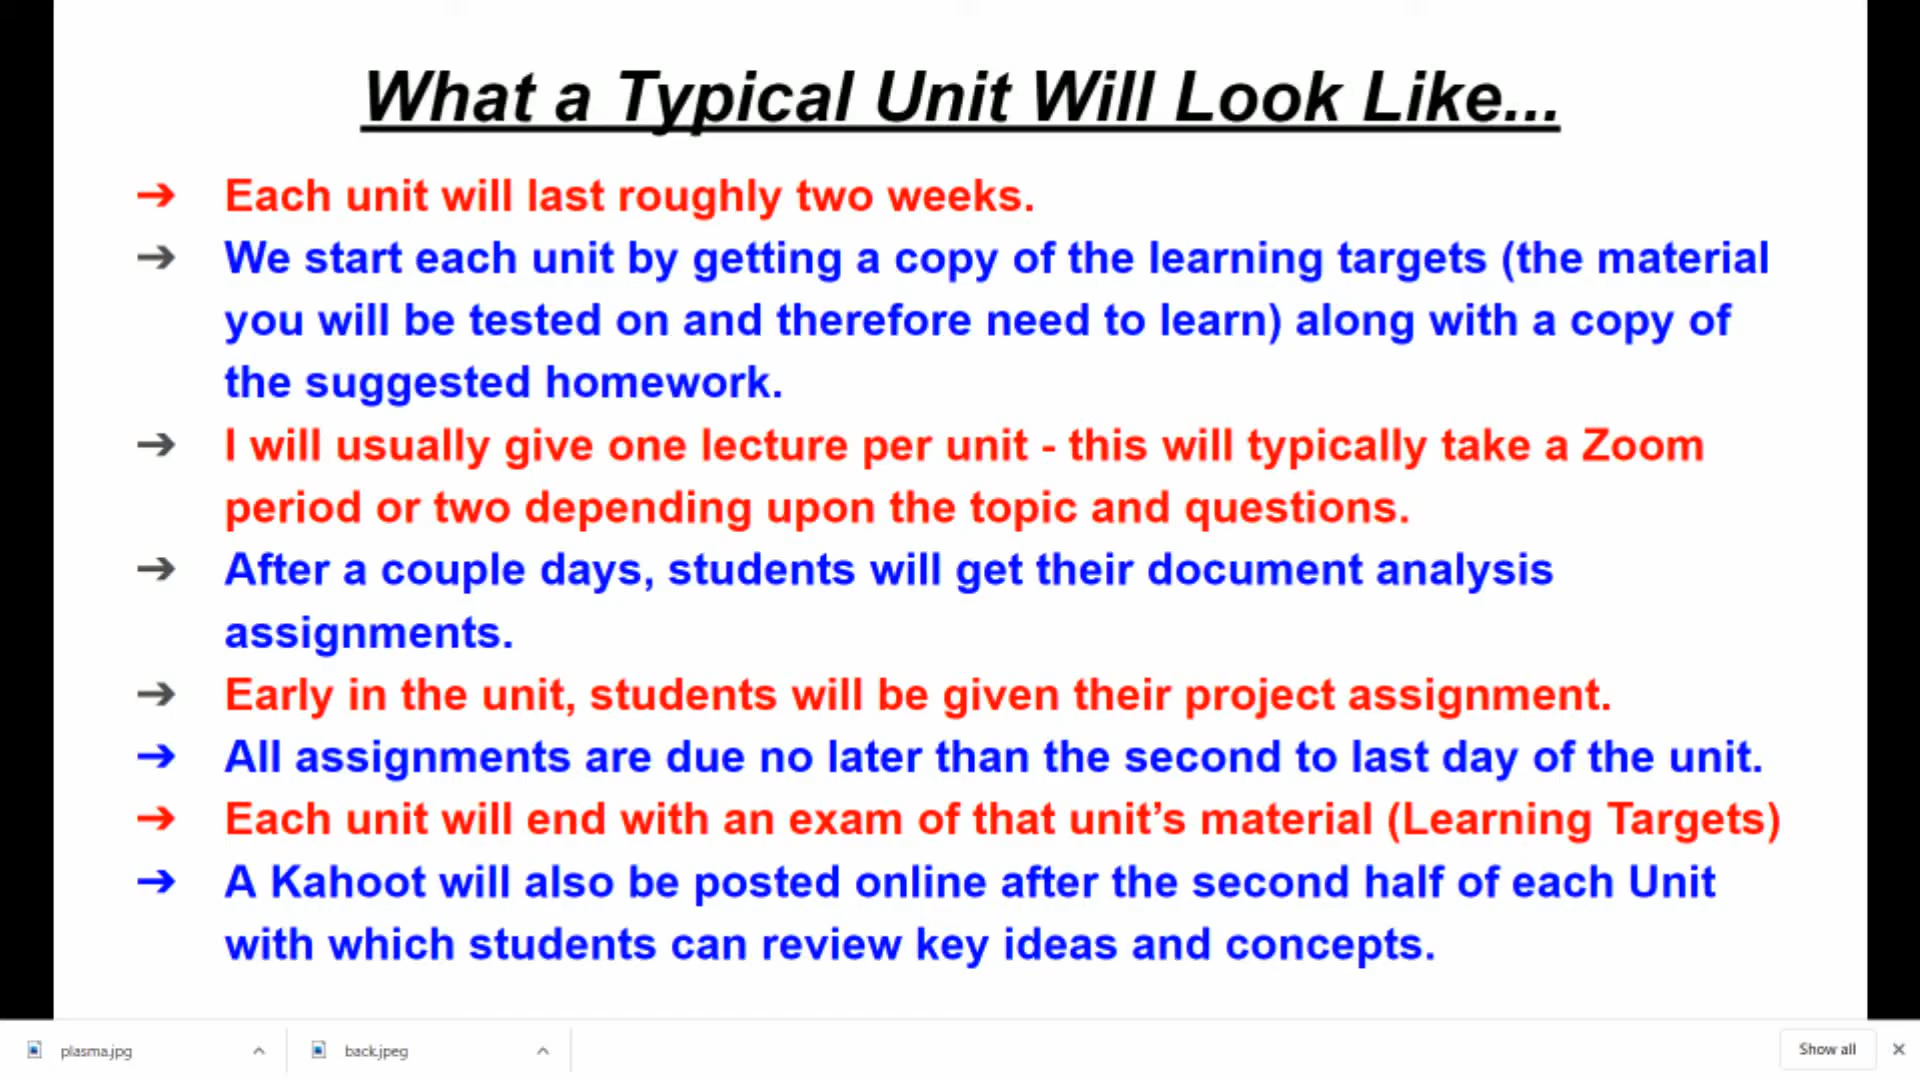 What a Typical Unit Will Look Like...
➔ Each unit will last roughly two weeks.
➔ We start each unit by getting a copy of the learning targets (the material
you will be tested on and therefore need to learn) along with a copy of
the suggested homework.
➔ I will usually give one lecture per unit - this will typically take a Zoom
period or two depending upon the topic and questions.
➔ After a couple days, students will get their document analysis
assignments.
➔ Early in the unit, students will be given their project assignment.
➔ All assignments are due no later than the second to last day of the unit.
➔ Each unit will end with an exam of that unit’s material (Learning Targets)
➔ A Kahoot will also be posted online after the second half of each Unit
with which students can review key ideas and concepts.
plasma.jpg back.jpeg Show all